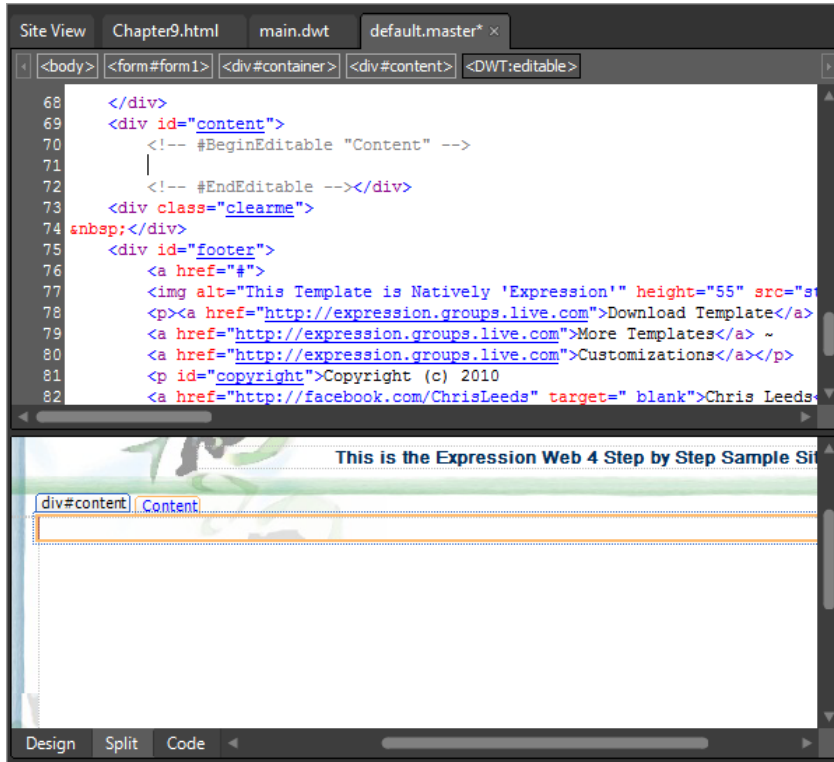 Site View Chapter9.html main.dwt default.master* ×
<body> <form#form1> <div#container> <div#content> <DWT:editable>
68 </div>
69 <div id="content">
70 <!-- #BeginEditable "Content" -->
71
72 <!-- #EndEditable --></div>
73 <div class="clearme">
74 &nbsp;</div>
75 <div id="footer">
76 <a href="#">
77 <img alt="This Template is Natively 'Expression'" height="55" src="st
78 <p><a href="http://expression.groups.live.com">Download Template</a>
79 <a href="http://expression.groups.live.com">More Templates</a> ~
80 <a href="http://expression.groups.live.com">Customizations</a></p>
81 <p id="copyright">Copyright (c) 2010
82 <a href="http://facebook.com/ChrisLeeds" target="_blank">Chris Leeds<
This is the Expression Web 4 Step by Step Sample Sit
div#content Content
Design Split Code